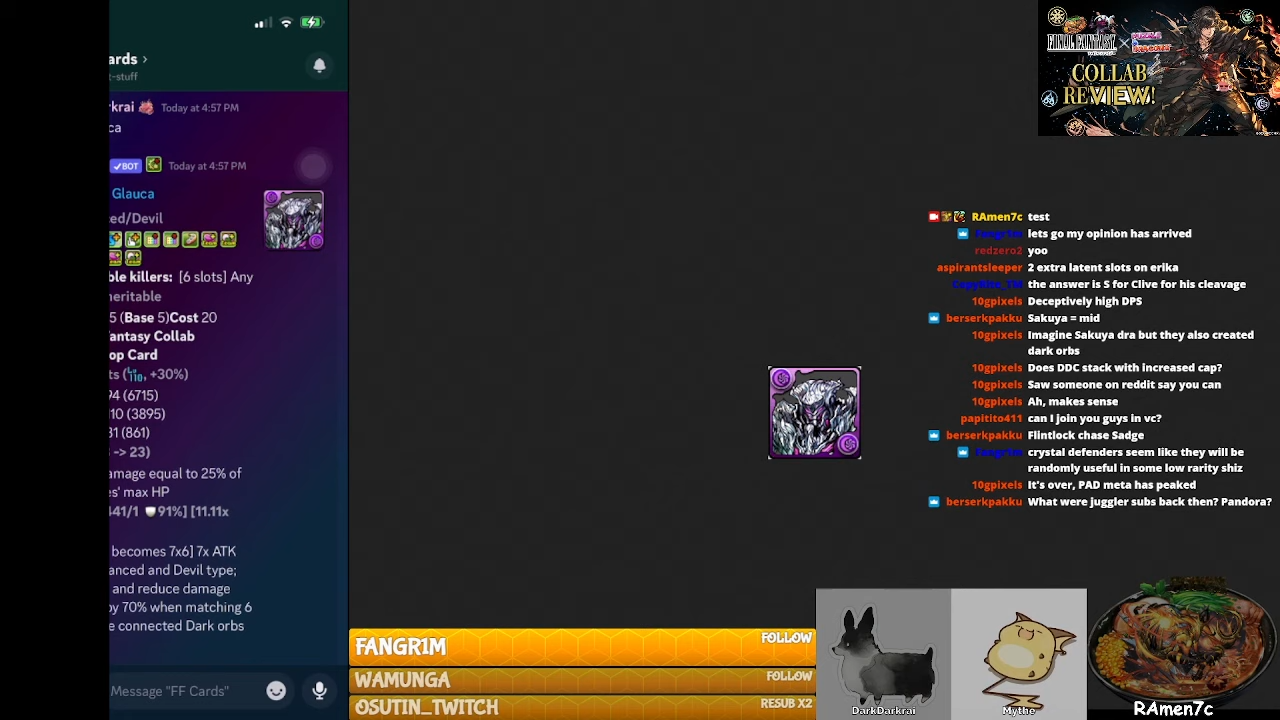 ards ›
-stuff
rkrai Today at 4:57 PM
ca
✓BOT Today at 4:57 PM
Glauca
ed/Devil
ble killers: [6 slots] Any
heritable
5 (Base 5)Cost 20
antasy Collab
op Card
ts (Lv 110, +30%)
94 (6715)
10 (3895)
31 (861)
-> 23)
amage equal to 25% of
es' max HP
441/1 91%] [11.11x
becomes 7x6] 7x ATK
anced and Devil type;
and reduce damage
by 70% when matching 6
e connected Dark orbs
Message "FF Cards"
FINAL FANTASY X PUZZLE & DRAGONS
COLLAB
REVIEW!
RAmen7c test
Fangr1m lets go my opinion has arrived
redzero2 yoo
aspirantsleeper 2 extra latent slots on erika
CopyRite_TM the answer is S for Clive for his cleavage
10gpixels Deceptively high DPS
berserkpakku Sakuya = mid
10gpixels Imagine Sakuya dra but they also created
dark orbs
10gpixels Does DDC stack with increased cap?
10gpixels Saw someone on reddit say you can
10gpixels Ah, makes sense
papitito411 can I join you guys in vc?
berserkpakku Flintlock chase Sadge
Fangr1m crystal defenders seem like they will be
randomly useful in some low rarity shiz
10gpixels It's over, PAD meta has peaked
berserkpakku What were juggler subs back then? Pandora?
FANGR1M FOLLOW
WAMUNGA FOLLOW
OSUTIN_TWITCH RESUB X2
DarkDarkrai
Mythe
RAmen7c